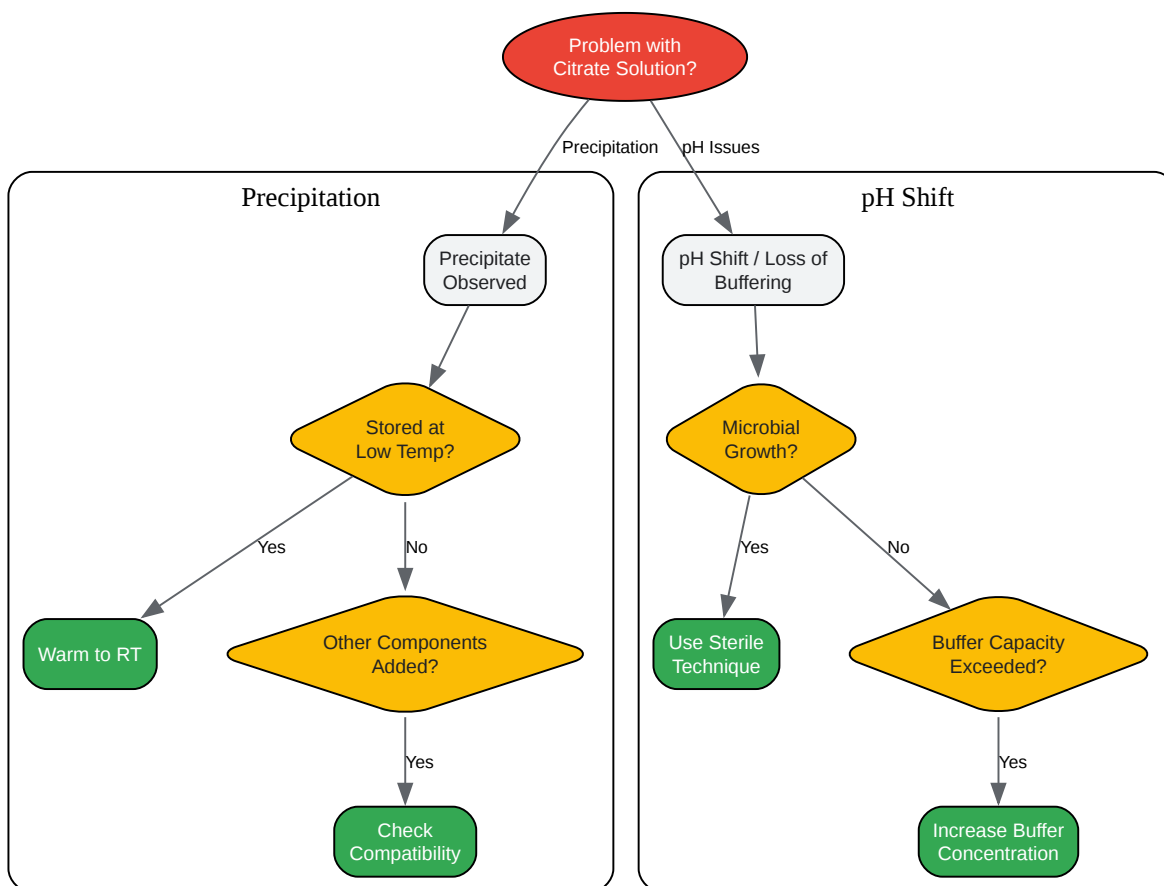 Problem with
Citrate Solution?
Precipitation
pH Issues
Precipitation
Precipitate
Observed
Stored at
Low Temp?
Yes
No
Warm to RT
Other Components
Added?
Yes
Check
Compatibility
pH Shift
pH Shift / Loss of
Buffering
Microbial
Growth?
Yes
No
Use Sterile
Technique
Buffer Capacity
Exceeded?
Yes
Increase Buffer
Concentration